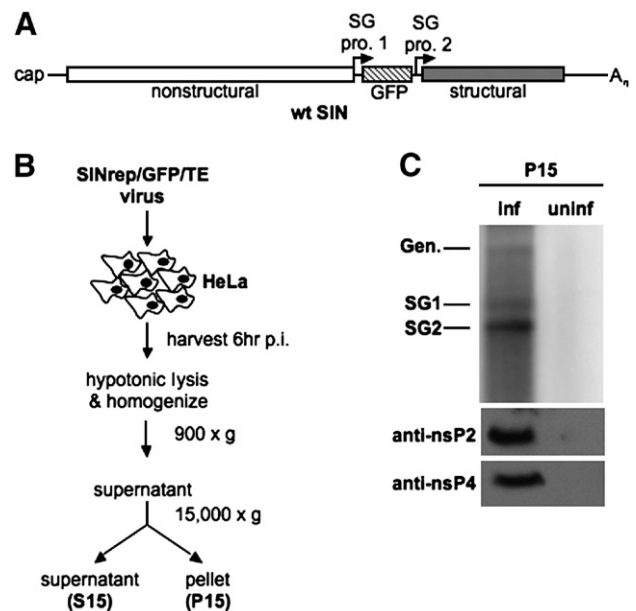 A
SG SG
pro. 1 pro. 2
cap
Aη
nonstructural GFP structural
wt SIN
B
SINrep/GFP/TE
virus
HeLa
harvest 6hr p.i.
hypotonic lysis
& homogenize
900 x g
supernatant
15,000 x g
supernatant pellet
(S15) (P15)
C
P15
inf uninf
Gen.
SG1
SG2
anti-nsP2
anti-nsP4